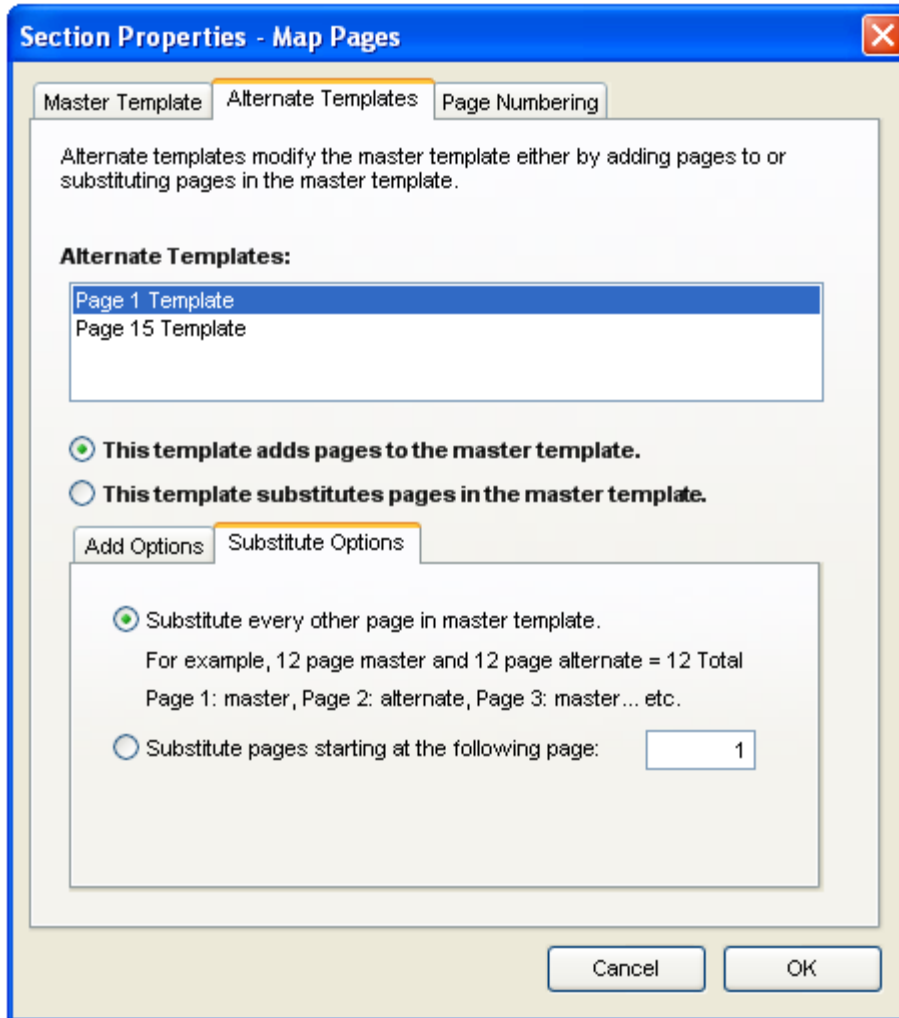 Section Properties - Map Pages
Master Template
Alternate Templates
Page Numbering
Alternate templates modify the master template either by adding pages to or
substituting pages in the master template.
Alternate Templates:
Page 1 Template
Page 15 Template
This template adds pages to the master template.
This template substitutes pages in the master template.
Add Options
Substitute Options
Substitute every other page in master template.
For example, 12 page master and 12 page alternate = 12 Total
Page 1: master, Page 2: alternate, Page 3: master... etc.
Substitute pages starting at the following page: 1
Cancel
OK